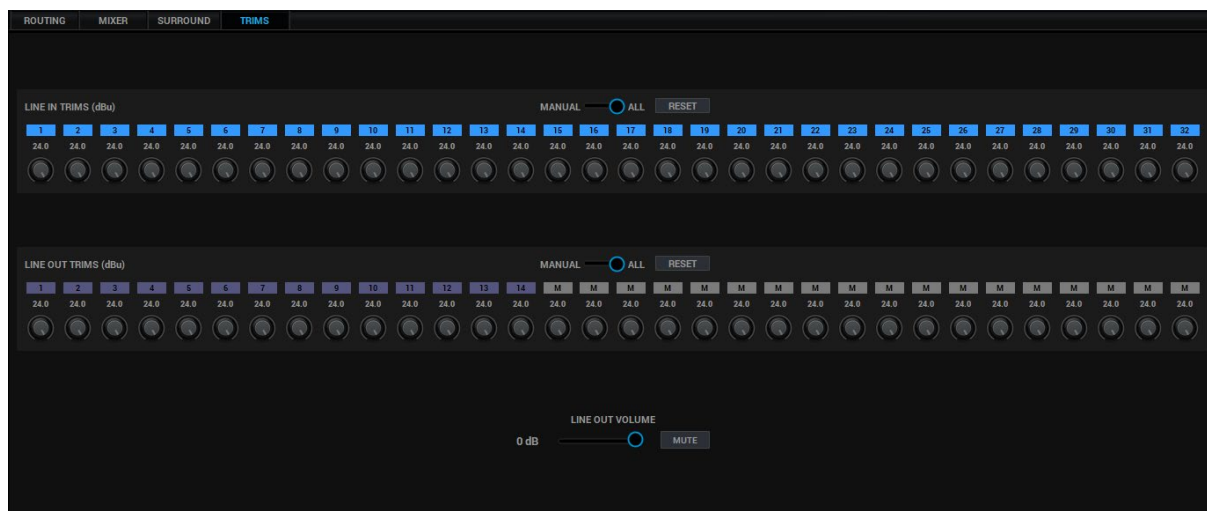 ROUTING MIXER SURROUND TRIMS
LINE IN TRIMS (dBu) MANUAL ALL RESET
1 2 3 4 5 6 7 8 9 10 11 12 13 14 15 16 17 18 19 20 21 22 23 24 25 26 27 28 29 30 31 32
24.0 24.0 24.0 24.0 24.0 24.0 24.0 24.0 24.0 24.0 24.0 24.0 24.0 24.0 24.0 24.0 24.0 24.0 24.0 24.0 24.0 24.0 24.0 24.0 24.0 24.0 24.0 24.0 24.0 24.0 24.0 24.0
LINE OUT TRIMS (dBu) MANUAL ALL RESET
1 2 3 4 5 6 7 8 9 10 11 12 13 14 M M M M M M M M M M M M M M M M M M
24.0 24.0 24.0 24.0 24.0 24.0 24.0 24.0 24.0 24.0 24.0 24.0 24.0 24.0 24.0 24.0 24.0 24.0 24.0 24.0 24.0 24.0 24.0 24.0 24.0 24.0 24.0 24.0 24.0 24.0 24.0 24.0
LINE OUT VOLUME
0 dB MUTE